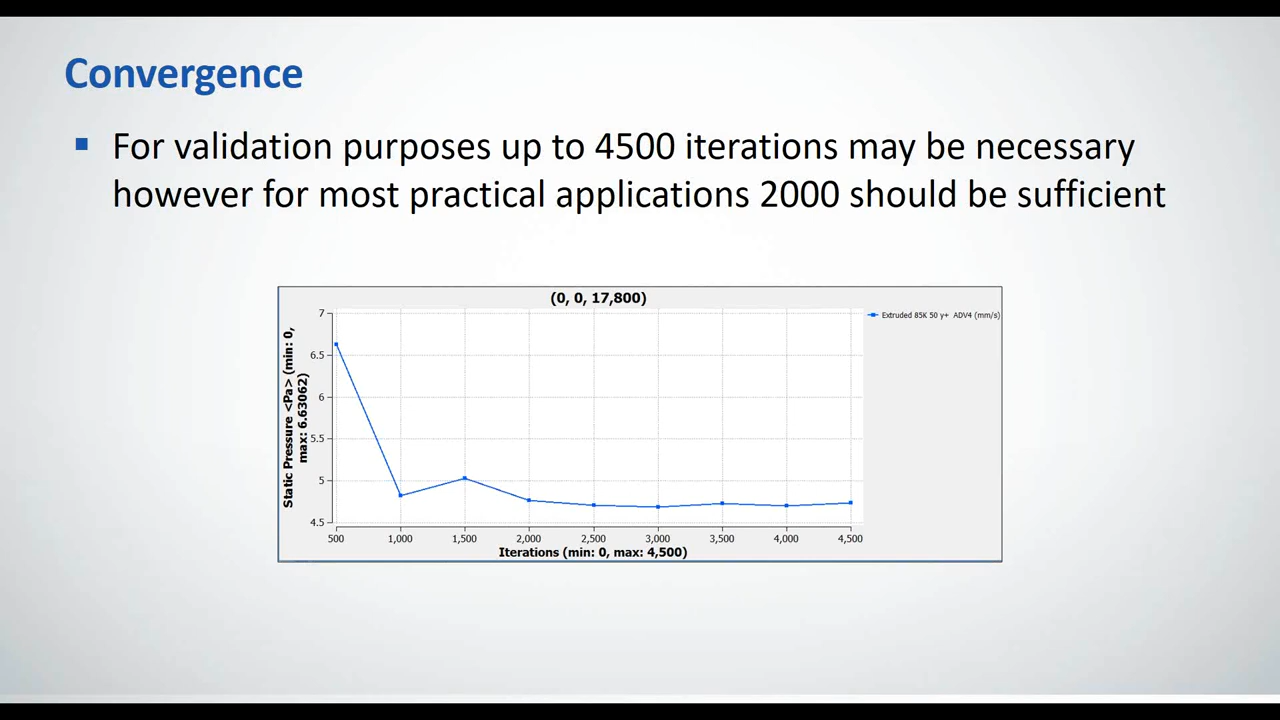 Convergence
For validation purposes up to 4500 iterations may be necessary
however for most practical applications 2000 should be sufficient
(0, 0, 17,800)
Extruded 85K 50 y+ ADV4 (mm/s)
Static Pressure <Pa> (min: 0,
max: 6.63062)
7
6.5
6
5.5
5
4.5
500 1,000 1,500 2,000 2,500 3,000 3,500 4,000 4,500
Iterations (min: 0, max: 4,500)